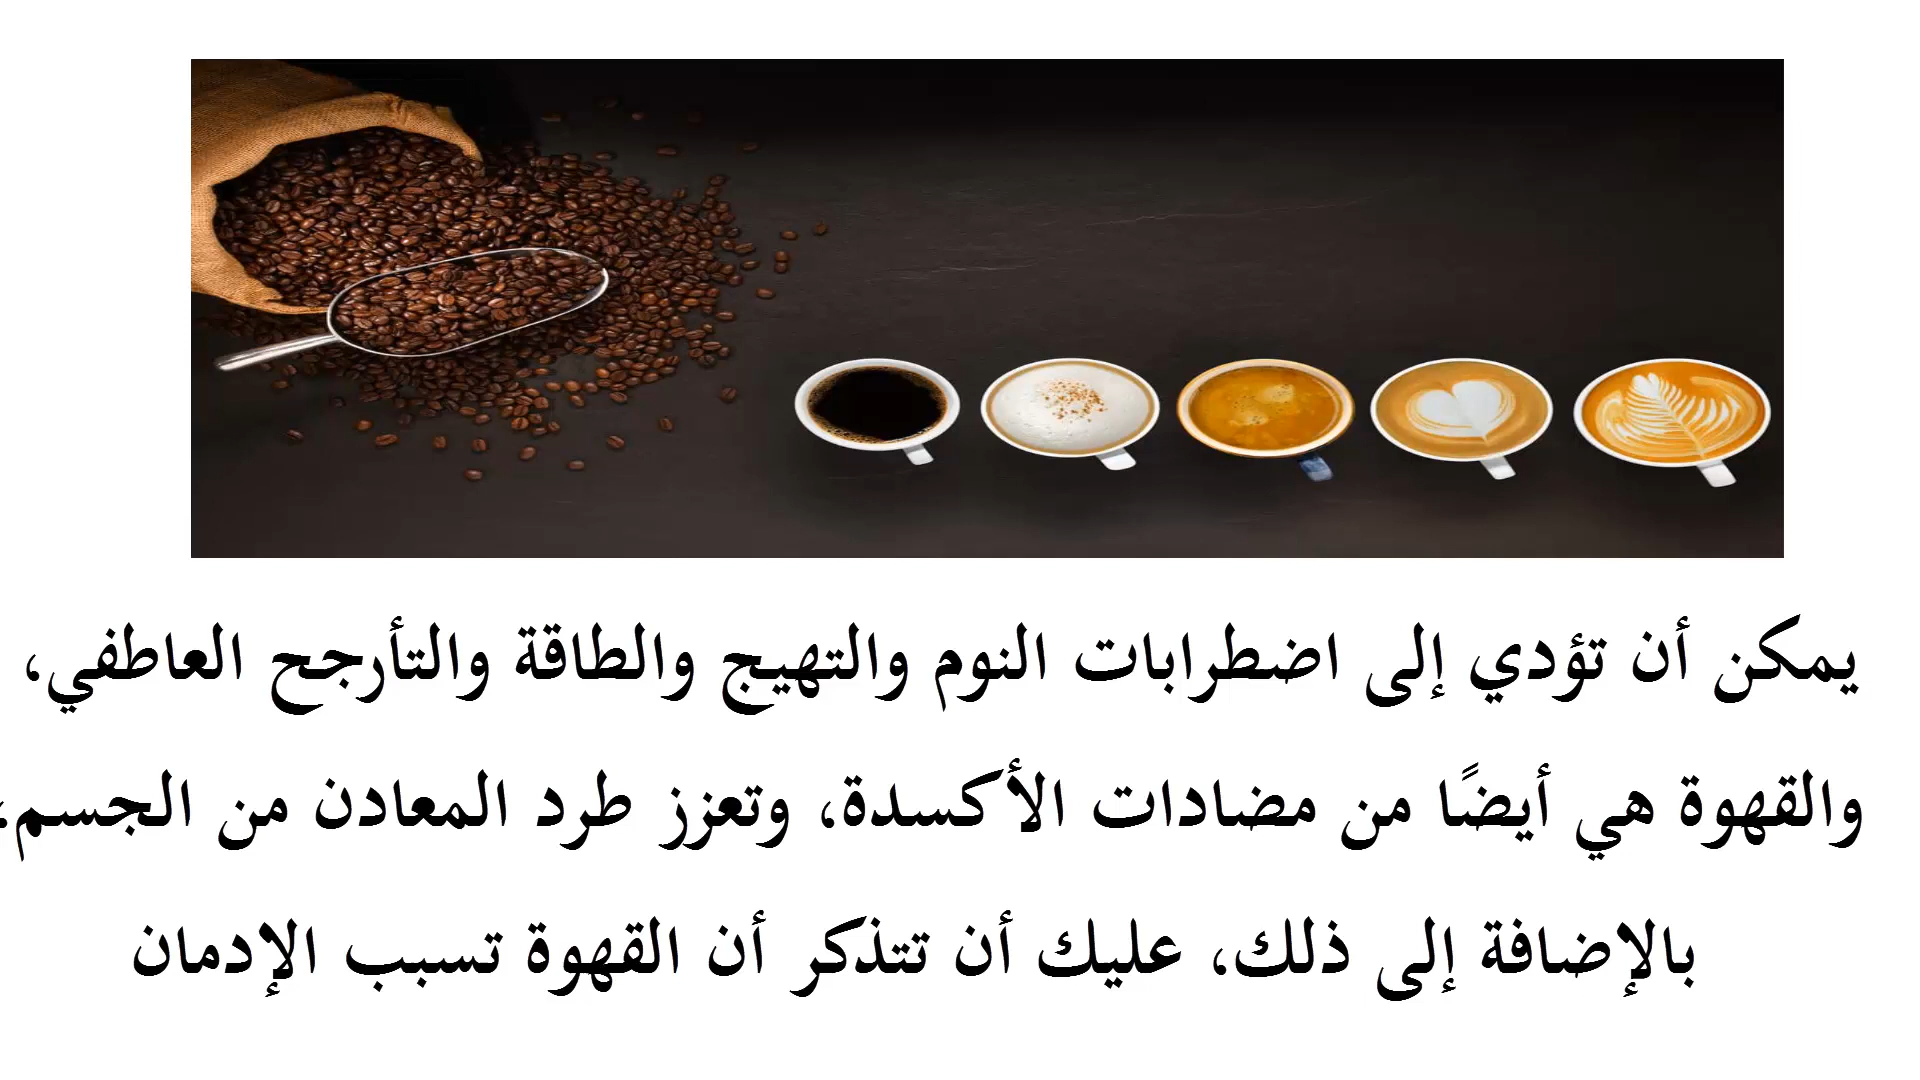 يمكن أن تؤدي إلى اضطرابات النوم والتهيج والطاقة والتأرجح العاطفي،
والقهوة هي أيضًا من مضادات الأكسدة، وتعزز طرد المعادن من الجسم،
بالإضافة إلى ذلك، عليك أن تتذكر أن القهوة تسبب الإدمان